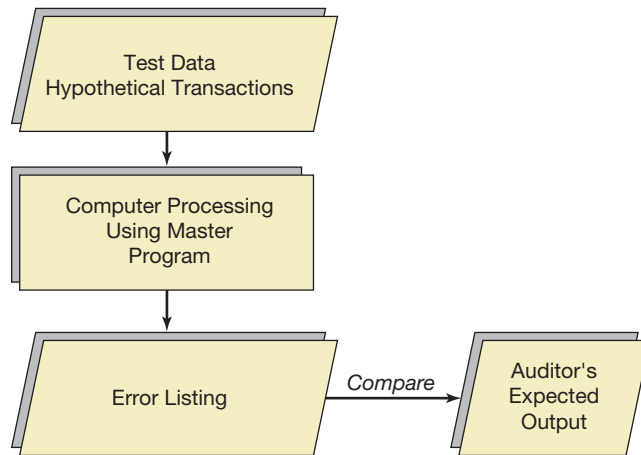 Test Data
Hypothetical Transactions
Computer Processing
Using Master
Program
Error Listing
Compare
Auditor's
Expected
Output